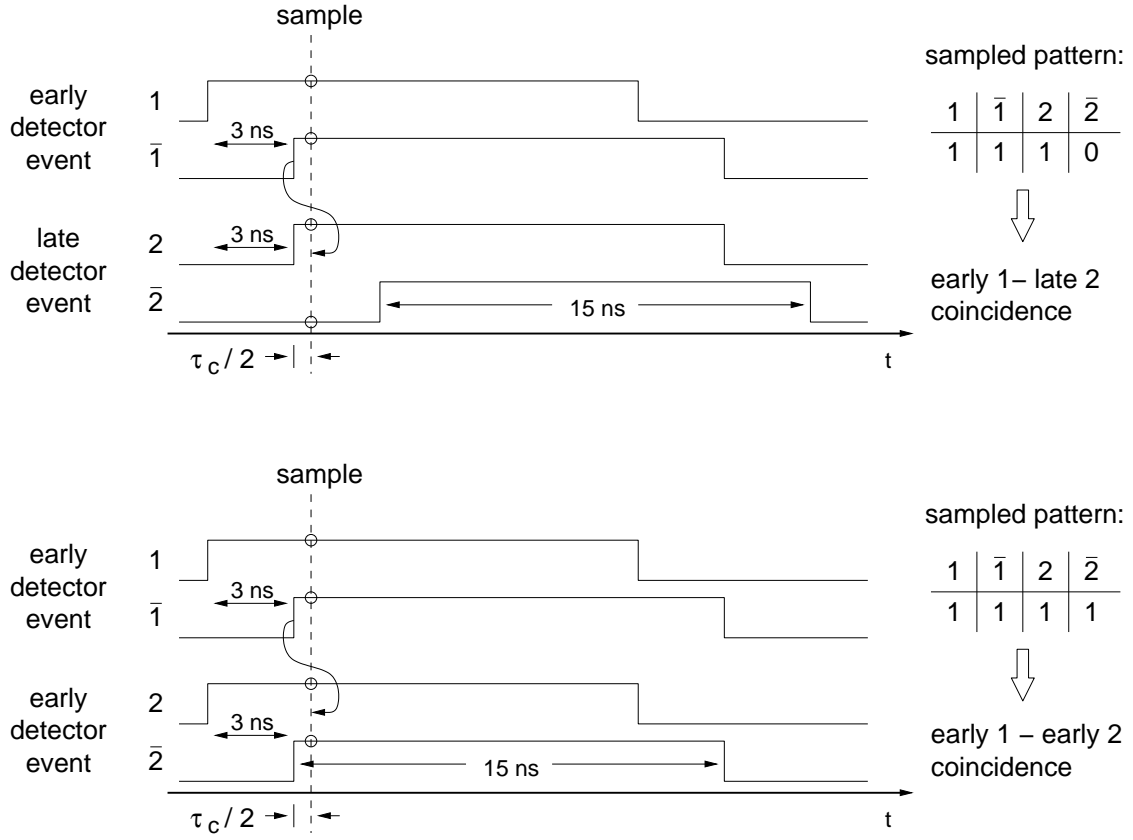 sample
early
detector
event
1
1̄
3 ns
late
detector
event
2
2̄
3 ns
15 ns
τc / 2
t
sampled pattern:
1 1̄ 2 2̄
1 1 1 0
early 1– late 2
coincidence
sample
early
detector
event
1
1̄
3 ns
early
detector
event
2
2̄
3 ns
15 ns
τc / 2
t
sampled pattern:
1 1̄ 2 2̄
1 1 1 1
early 1 – early 2
coincidence